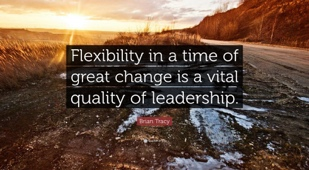 Flexibility in a time of
great change is a vital
quality of leadership.
Brian Tracy